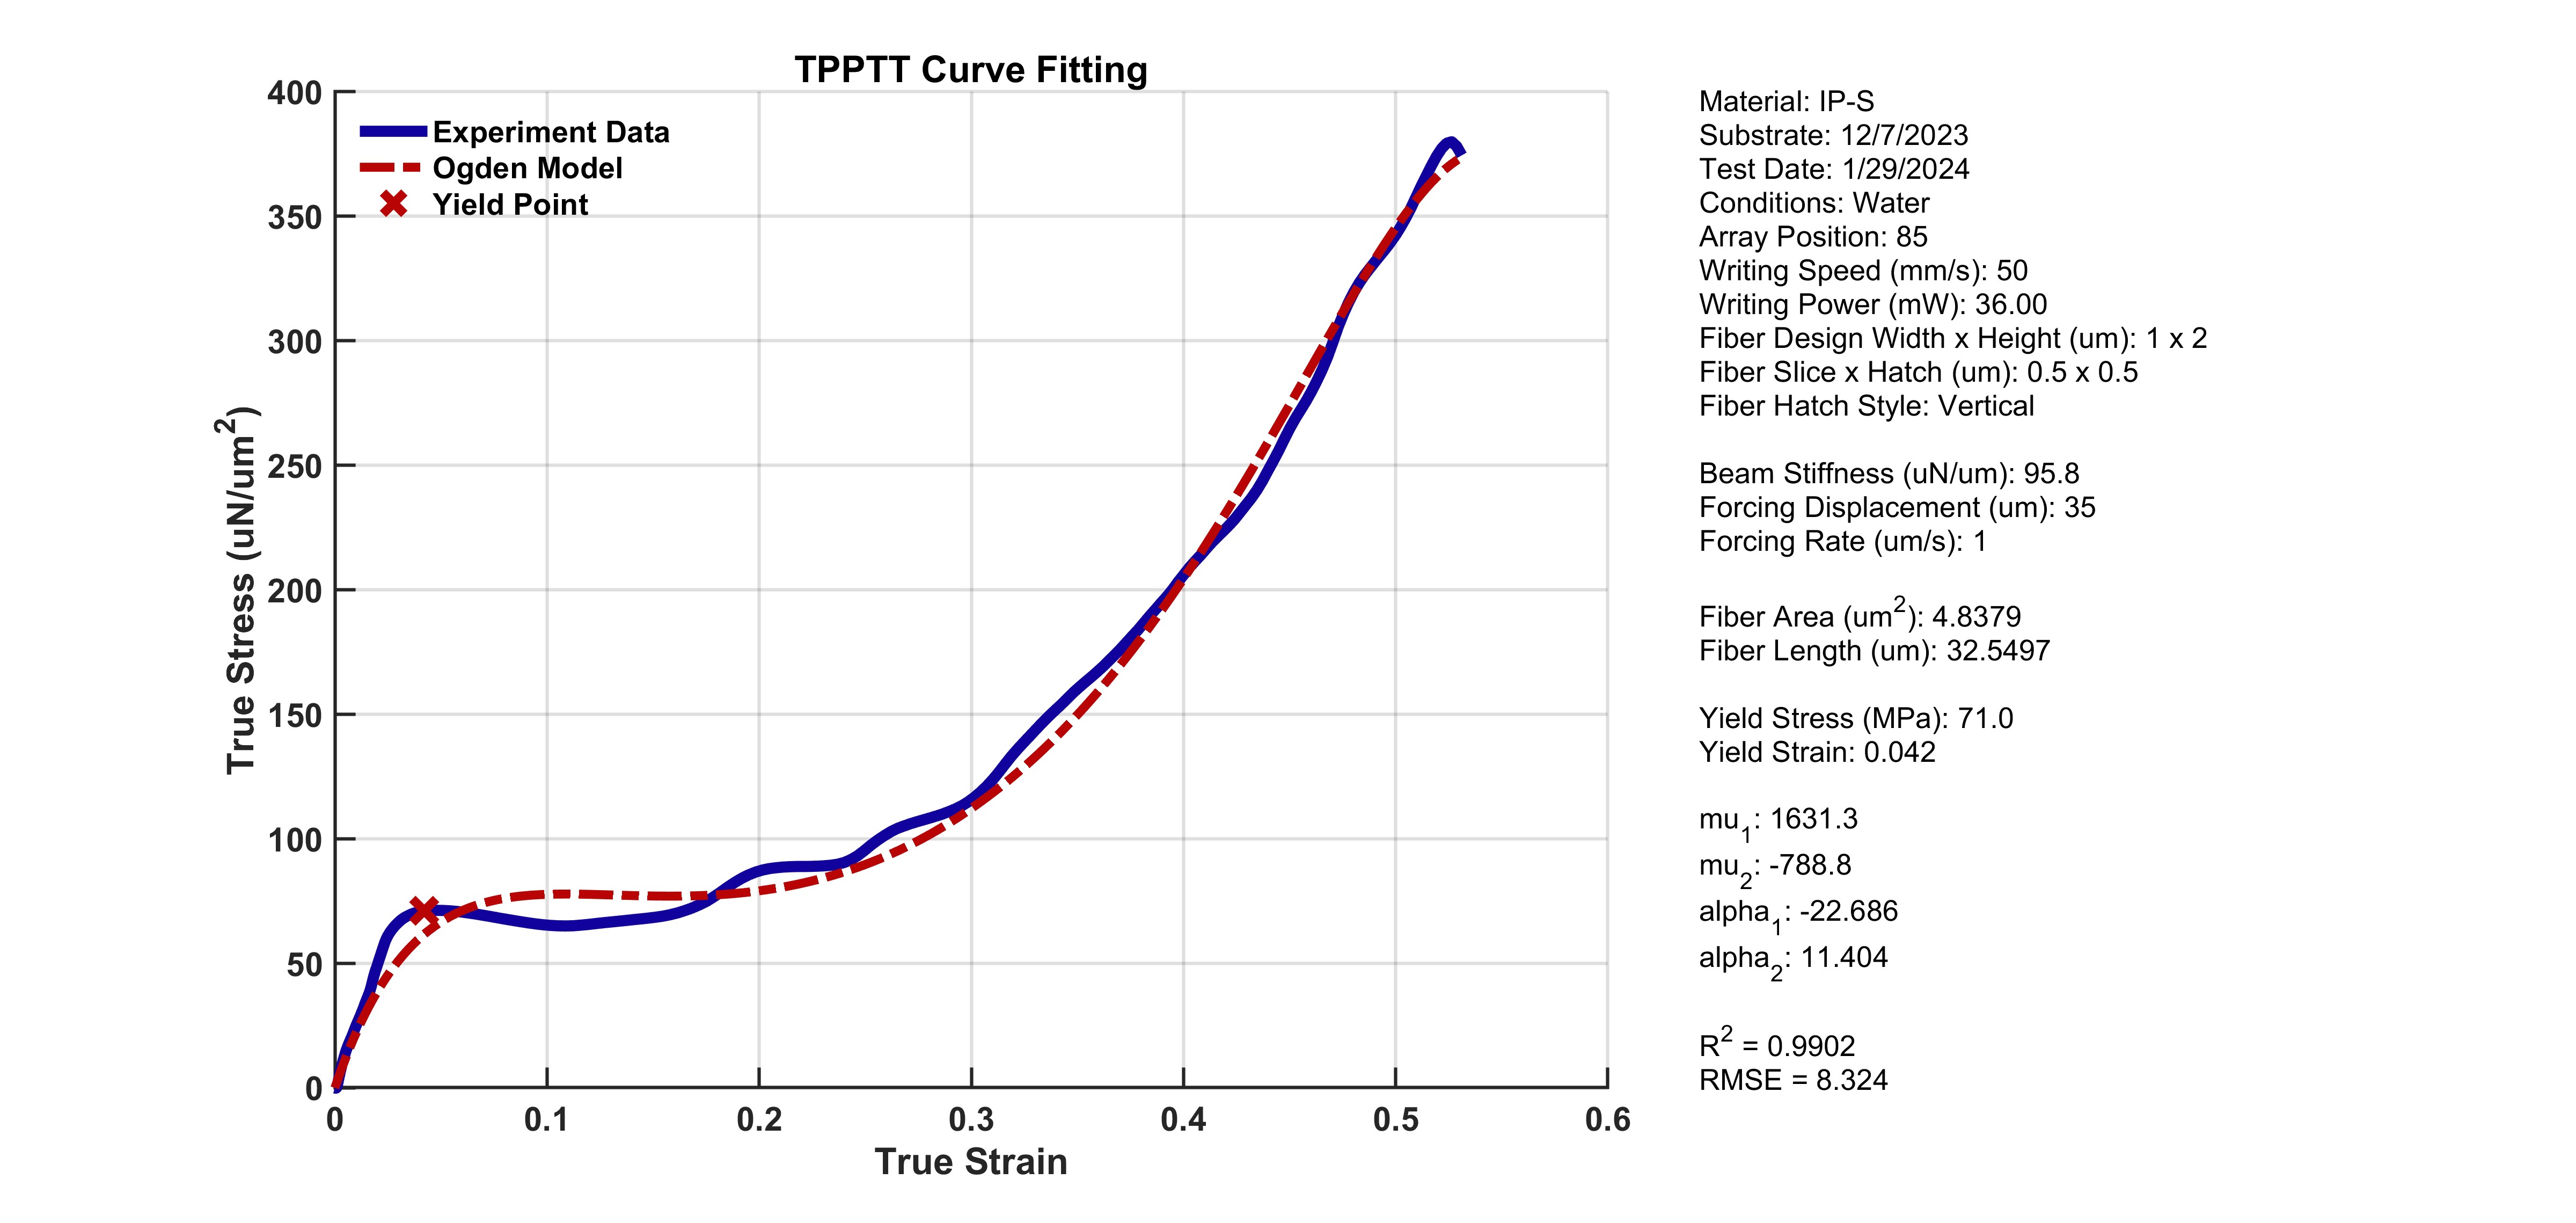 TPPTT Curve Fitting
400
350
300
250
200
150
100
50
0
True Stress (uN/um²)
Experiment Data
Ogden Model
Yield Point
0 0.1 0.2 0.3 0.4 0.5 0.6
True Strain
Material: IP-S
Substrate: 12/7/2023
Test Date: 1/29/2024
Conditions: Water
Array Position: 85
Writing Speed (mm/s): 50
Writing Power (mW): 36.00
Fiber Design Width x Height (um): 1 x 2
Fiber Slice x Hatch (um): 0.5 x 0.5
Fiber Hatch Style: Vertical
Beam Stiffness (uN/um): 95.8
Forcing Displacement (um): 35
Forcing Rate (um/s): 1
Fiber Area (um²): 4.8379
Fiber Length (um): 32.5497
Yield Stress (MPa): 71.0
Yield Strain: 0.042
mu₁: 1631.3
mu₂: -788.8
alpha₁: -22.686
alpha₂: 11.404
R² = 0.9902
RMSE = 8.324